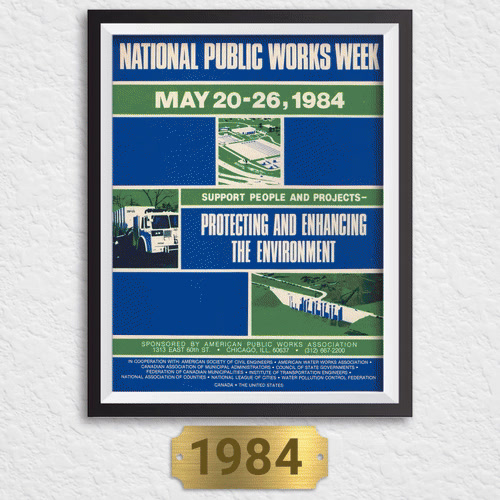 NATIONAL PUBLIC WORKS WEEK
MAY 20-26, 1984
SUPPORT PEOPLE AND PROJECTS-
PROTECTING AND ENHANCING
THE ENVIRONMENT
SPONSORED BY AMERICAN PUBLIC WORKS ASSOCIATION
1313 EAST 60th ST. • CHICAGO, ILL. 60637 • (312) 667-2200
IN COOPERATION WITH: AMERICAN SOCIETY OF CIVIL ENGINEERS • AMERICAN WATER WORKS ASSOCIATION •
CANADIAN ASSOCIATION OF MUNICIPAL ADMINISTRATORS • COUNCIL OF STATE GOVERNMENTS •
FEDERATION OF CANADIAN MUNICIPALITIES • INSTITUTE OF TRANSPORTATION ENGINEERS •
NATIONAL ASSOCIATION OF COUNTIES • NATIONAL LEAGUE OF CITIES • WATER POLLUTION CONTROL FEDERATION
CANADA • THE UNITED STATES
1984